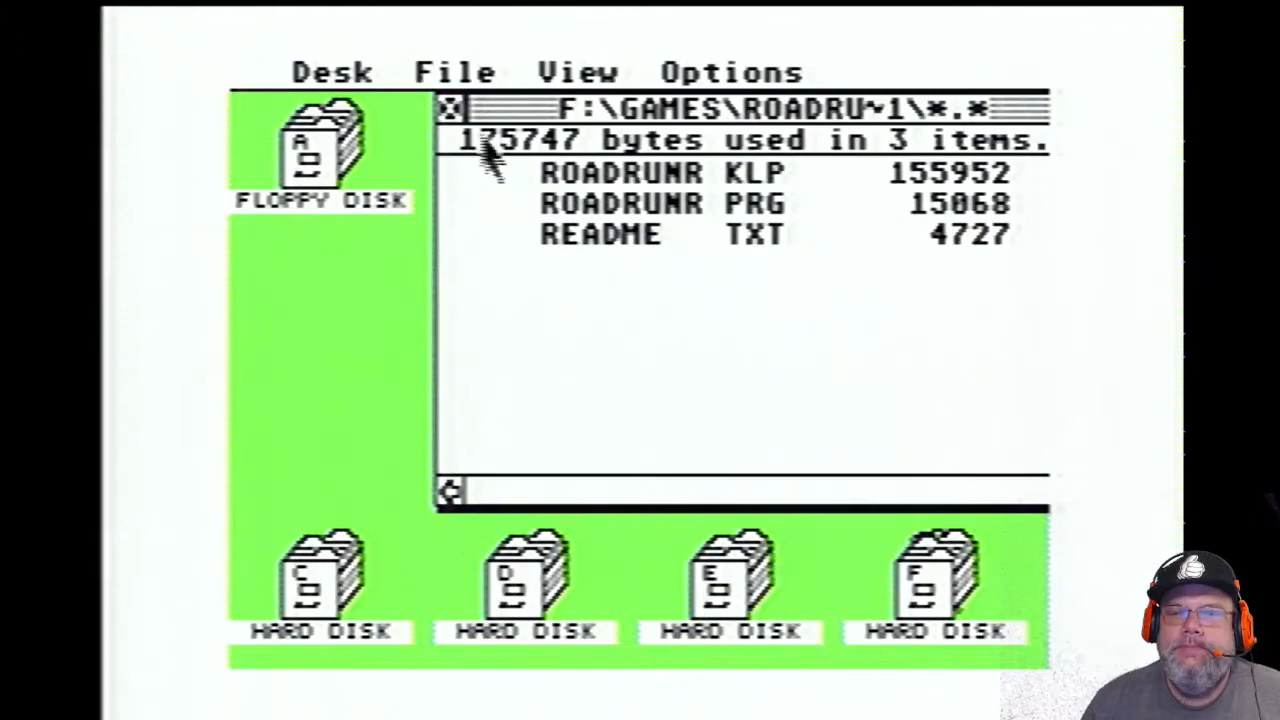 Desk File View Options
F:\GAMES\ROADRU~1\*.*
175747 bytes used in 3 items.
A
FLOPPY DISK
ROADRUNR KLP 155952
ROADRUNR PRG 15068
README TXT 4727
C D E F
HARD DISK HARD DISK HARD DISK HARD DISK